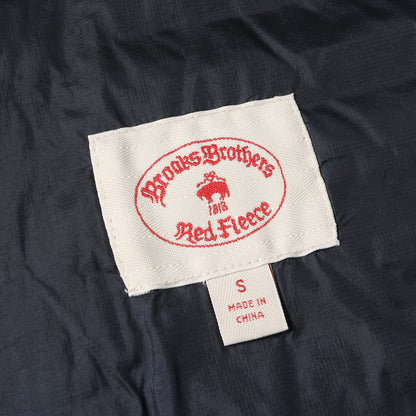 Brooks Brothers
1818
Red Fleece
S
MADE IN
CHINA